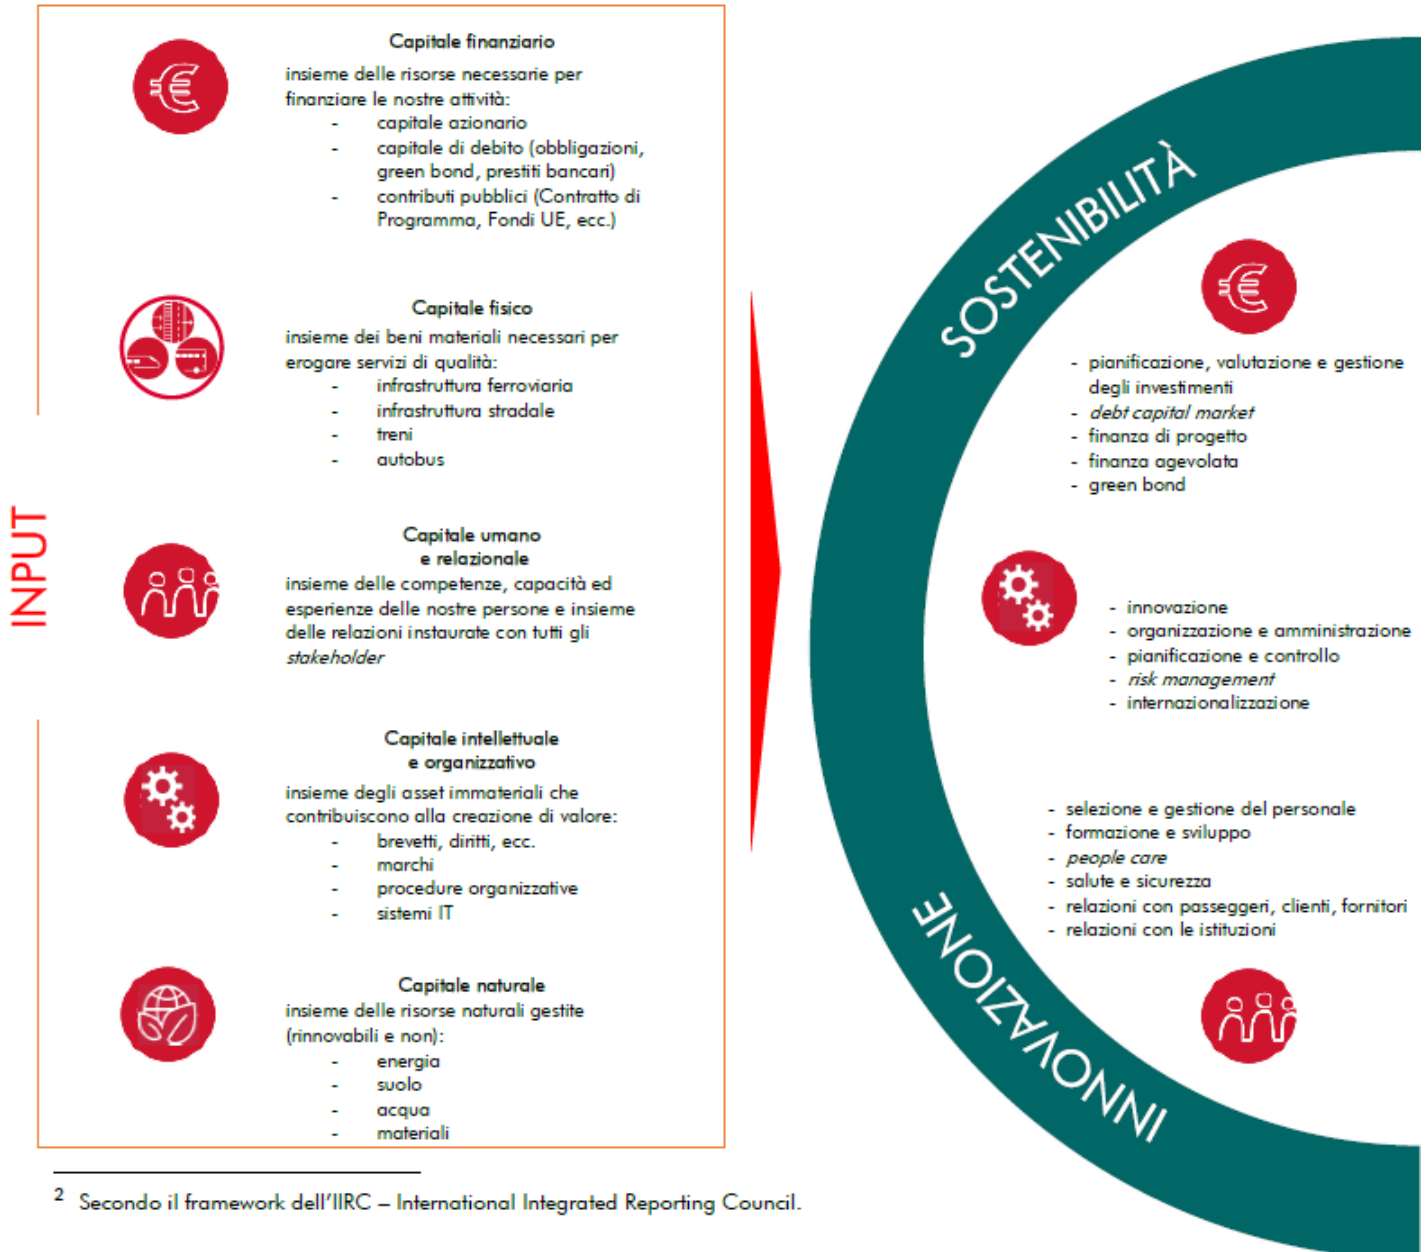 INPUT
Capitale finanziario
insieme delle risorse necessarie per
finanziare le nostre attività:
- capitale azionario
- capitale di debito (obbligazioni,
green bond, prestiti bancari)
- contributi pubblici (Contratto di
Programma, Fondi UE, ecc.)
Capitale fisico
insieme dei beni materiali necessari per
erogare servizi di qualità:
- infrastruttura ferroviaria
- infrastruttura stradale
- treni
- autobus
Capitale umano
e relazionale
insieme delle competenze, capacità ed
esperienze delle nostre persone e insieme
delle relazioni instaurate con tutti gli
stakeholder
Capitale intellettuale
e organizzativo
insieme degli asset immateriali che
contribuiscono alla creazione di valore:
- brevetti, diritti, ecc.
- marchi
- procedure organizzative
- sistemi IT
Capitale naturale
insieme delle risorse naturali gestite
(rinnovabili e non):
- energia
- suolo
- acqua
- materiali
SOSTENIBILITÀ
- pianificazione, valutazione e gestione
degli investimenti
- debt capital market
- finanza di progetto
- finanza agevolata
- green bond
- innovazione
- organizzazione e amministrazione
- pianificazione e controllo
- risk management
- internazionalizzazione
- selezione e gestione del personale
- formazione e sviluppo
- people care
- salute e sicurezza
- relazioni con passeggeri, clienti, fornitori
- relazioni con le istituzioni
INNOVAZIONE
2 Secondo il framework dell'IIRC – International Integrated Reporting Council.